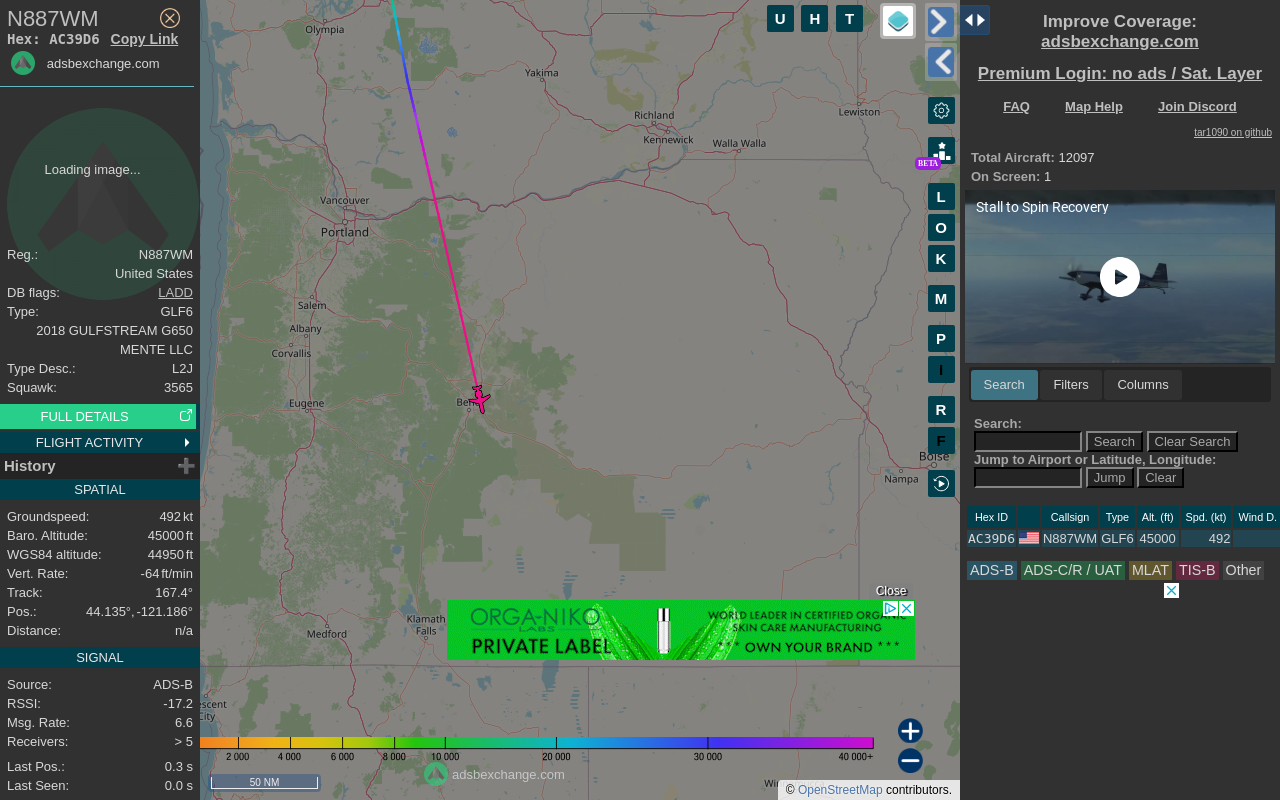 N887WM
Hex: AC39D6 Copy Link
adsbexchange.com
Loading image...
Reg.: N887WM
United States
DB flags: LADD
Type: GLF6
2018 GULFSTREAM G650
MENTE LLC
Type Desc.: L2J
Squawk: 3565
FULL DETAILS
FLIGHT ACTIVITY
History
SPATIAL
Groundspeed: 492 kt
Baro. Altitude: 45000 ft
WGS84 altitude: 44950 ft
Vert. Rate: -64 ft/min
Track: 167.4°
Pos.: 44.135°, -121.186°
Distance: n/a
SIGNAL
Source: ADS-B
RSSI: -17.2
Msg. Rate: 6.6
Receivers: > 5
Last Pos.: 0.3 s
Last Seen: 0.0 s
Olympia
Yakima
Richland
Kennewick
Walla Walla
Lewiston
Vancouver
Portland
Salem
Albany
Corvallis
Eugene
Boise
Nampa
Medford
Klamath
Falls
U H T
BETA
L
O
K
M
P
I
R
F
Close
ORGA-NIKO
LABS
PRIVATE LABEL
WORLD LEADER IN CERTIFIED ORGANIC
SKIN CARE MANUFACTURING
*** OWN YOUR BRAND ***
2 000 4 000 6 000 8 000 10 000 20 000 30 000 40 000+
adsbexchange.com
50 NM
© OpenStreetMap contributors.
Improve Coverage:
adsbexchange.com
Premium Login: no ads / Sat. Layer
FAQ Map Help Join Discord
tar1090 on github
Total Aircraft: 12097
On Screen: 1
Stall to Spin Recovery
Search Filters Columns
Search:
Search Clear Search
Jump to Airport or Latitude, Longitude:
Jump Clear
Hex ID Callsign Type Alt. (ft) Spd. (kt) Wind D.
AC39D6 N887WM GLF6 45000 492
ADS-B ADS-C/R / UAT MLAT TIS-B Other